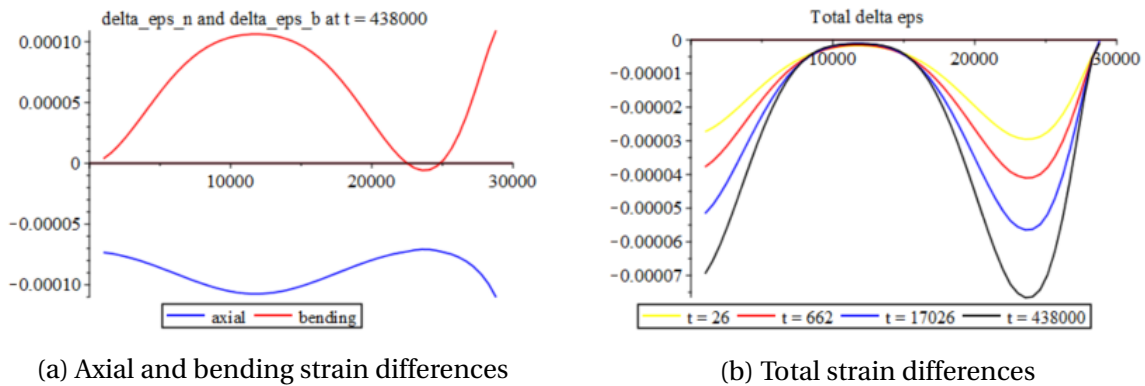 delta_eps_n and delta_eps_b at t = 438000
0.00010
0.00005
0
10000
20000
30000
−0.00005
−0.00010
axial
bending
(a) Axial and bending strain differences
Total delta eps
0
10000
20000
30000
−0.00001
−0.00002
−0.00003
−0.00004
−0.00005
−0.00006
−0.00007
t = 26
t = 662
t = 17026
t = 438000
(b) Total strain differences